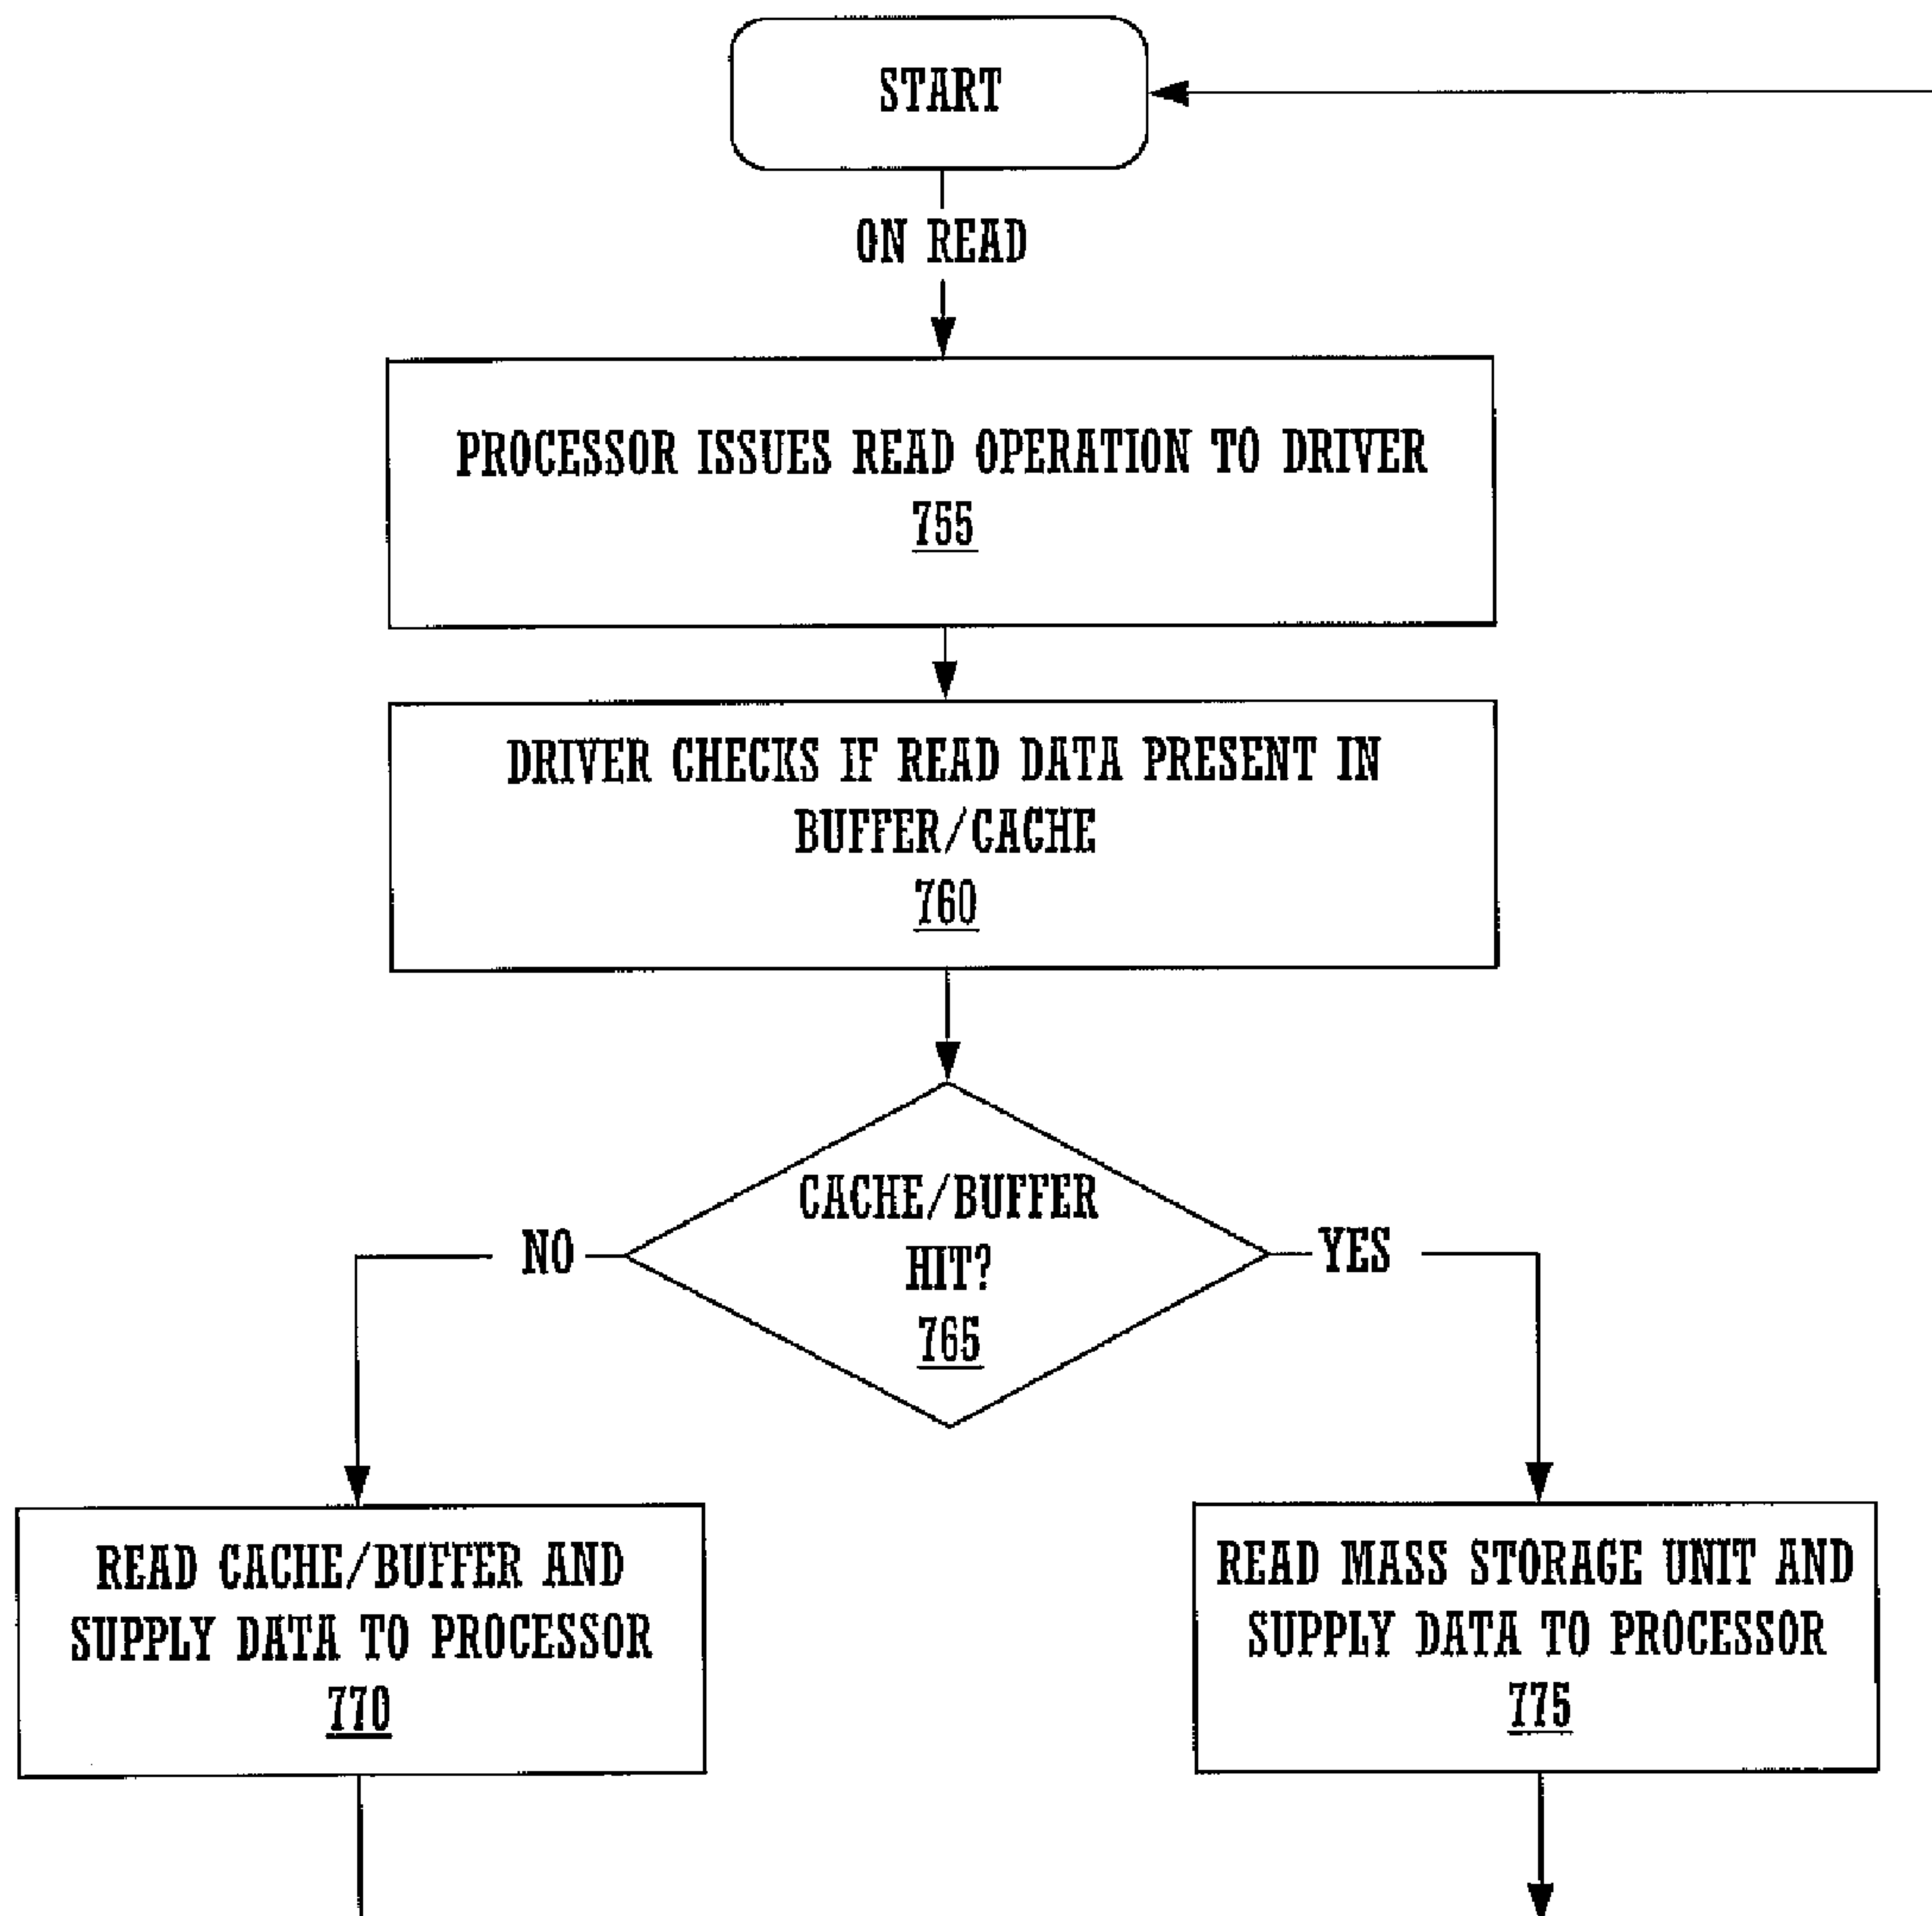 START
ON READ
PROCESSOR ISSUES READ OPERATION TO DRIVER
755
DRIVER CHECKS IF READ DATA PRESENT IN
BUFFER/CACHE
760
CACHE/BUFFER
HIT?
765
NO
YES
READ CACHE/BUFFER AND
SUPPLY DATA TO PROCESSOR
770
READ MASS STORAGE UNIT AND
SUPPLY DATA TO PROCESSOR
775